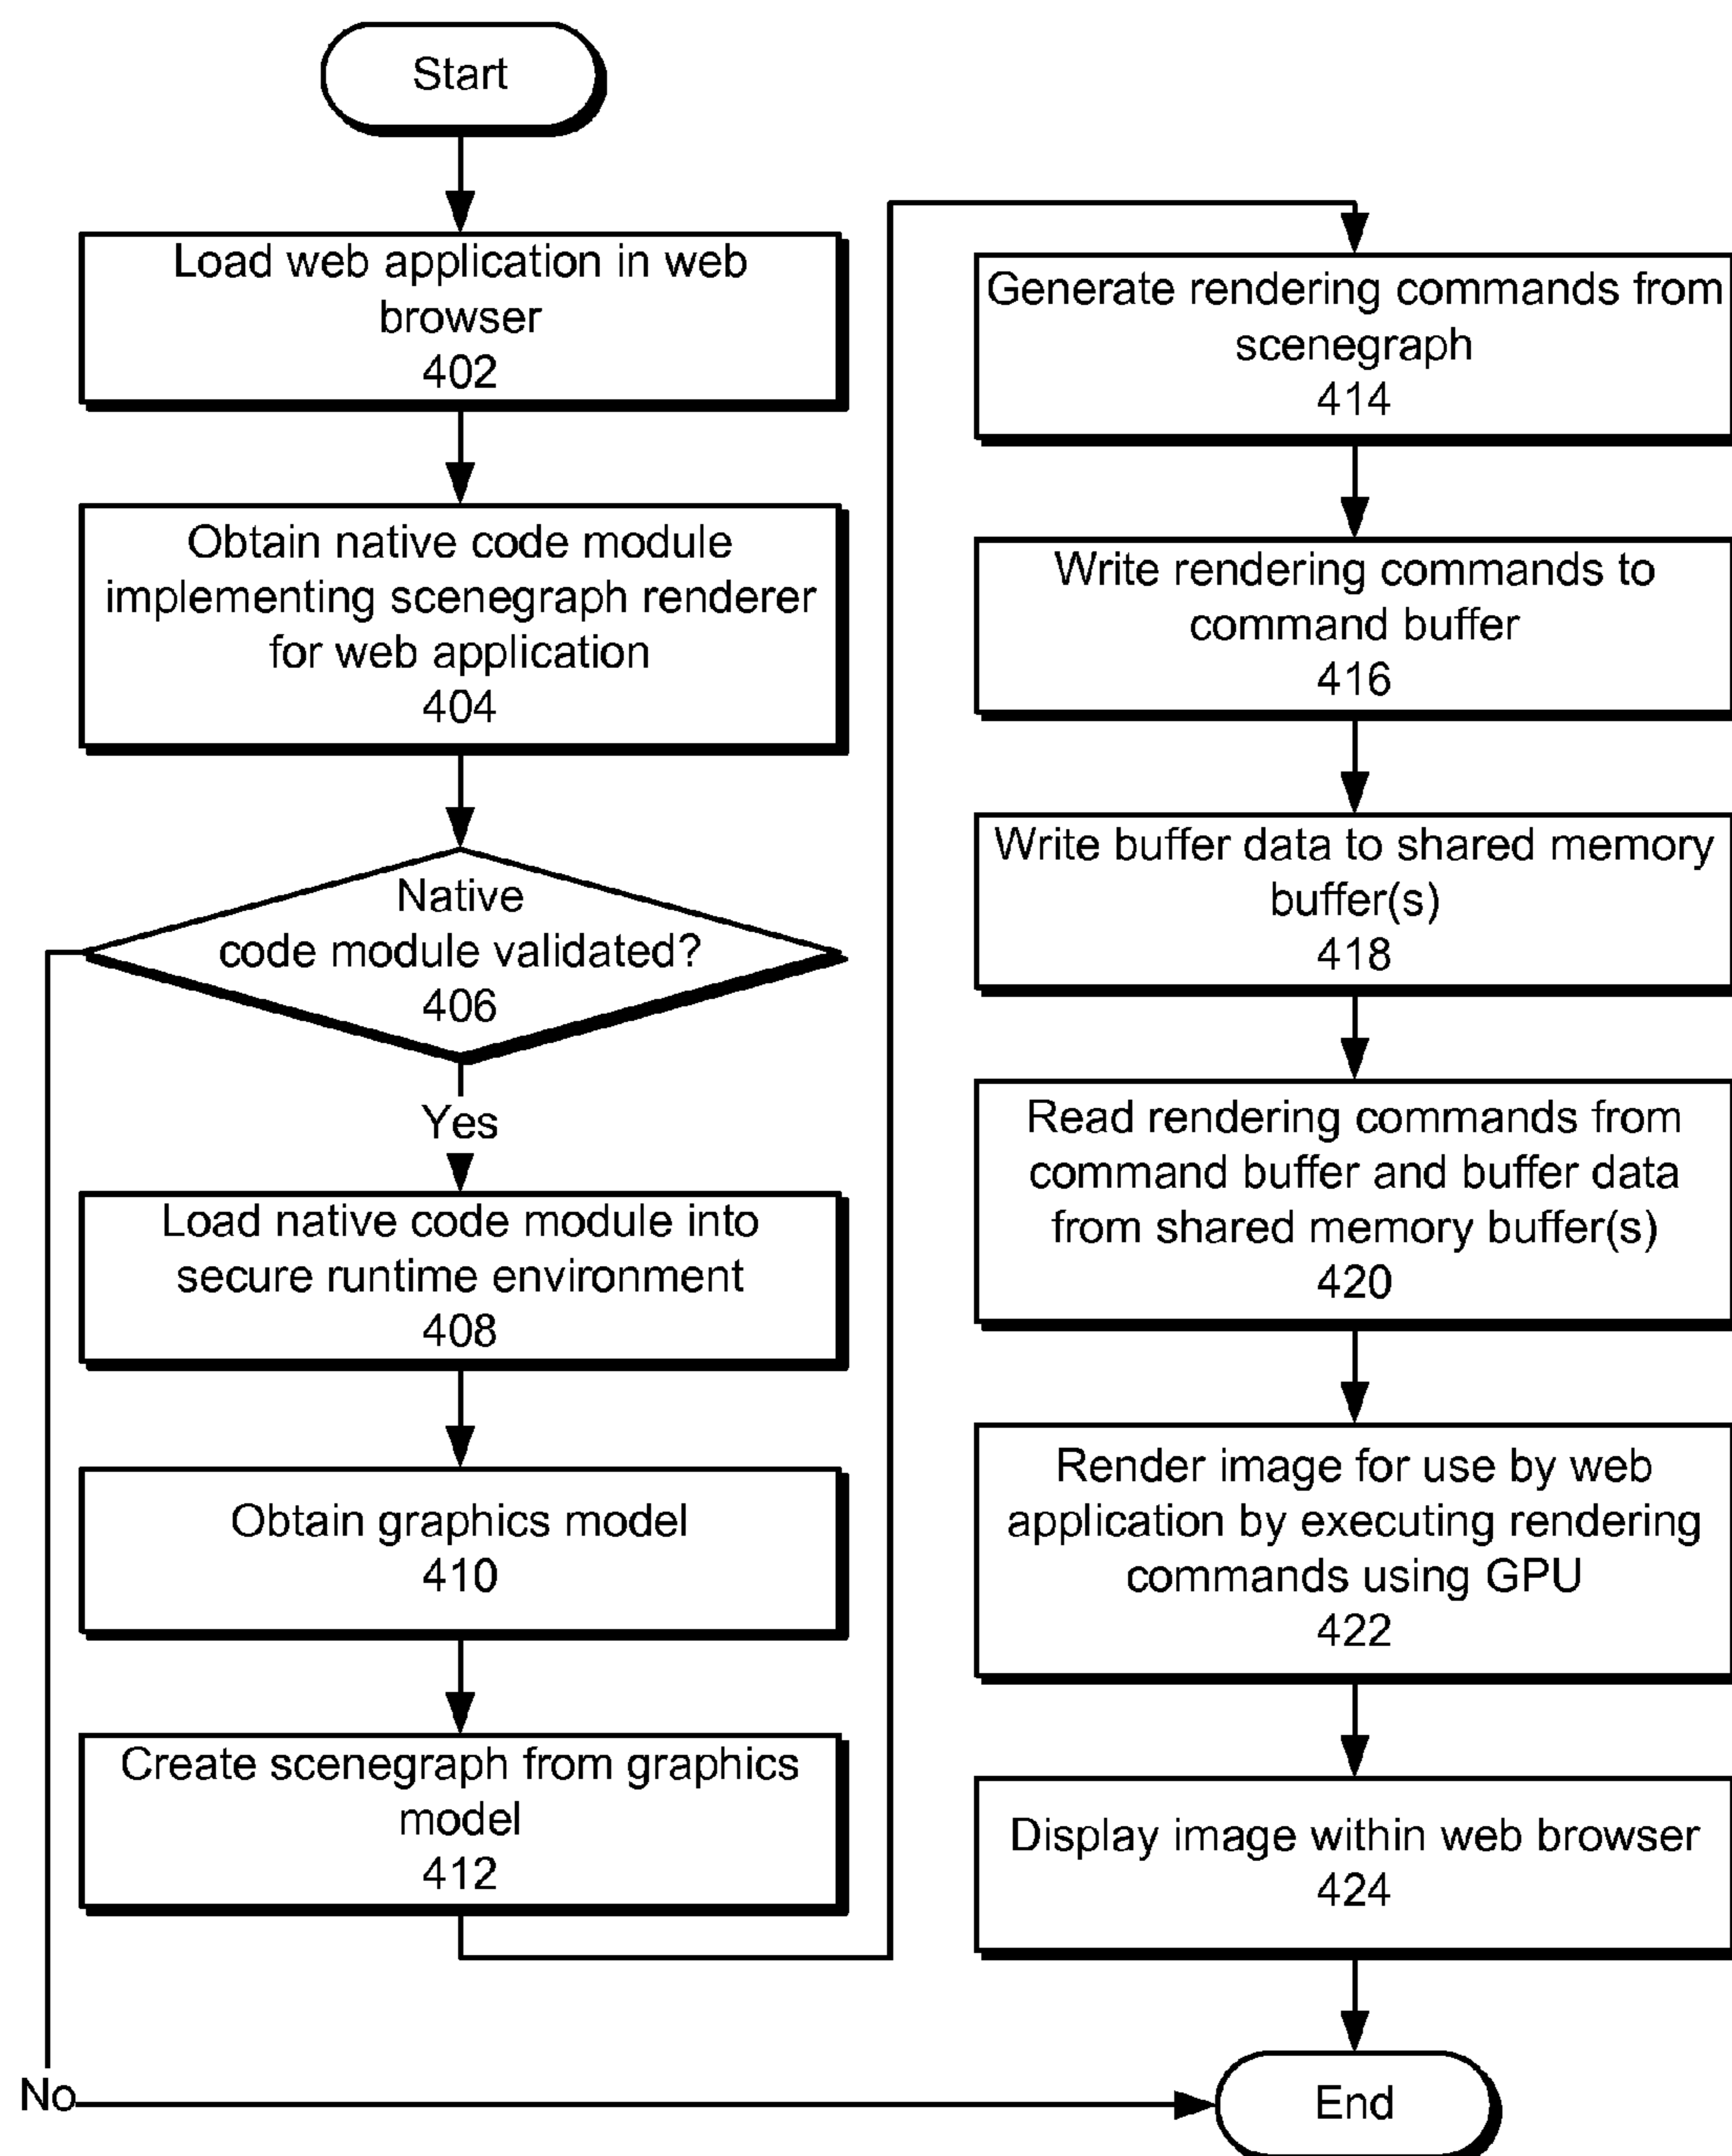 Start
Load web application in web
browser
402
Obtain native code module
implementing scenegraph renderer
for web application
404
Native
code module validated?
406
Yes
Load native code module into
secure runtime environment
408
Obtain graphics model
410
Create scenegraph from graphics
model
412
No
Generate rendering commands from
scenegraph
414
Write rendering commands to
command buffer
416
Write buffer data to shared memory
buffer(s)
418
Read rendering commands from
command buffer and buffer data
from shared memory buffer(s)
420
Render image for use by web
application by executing rendering
commands using GPU
422
Display image within web browser
424
End